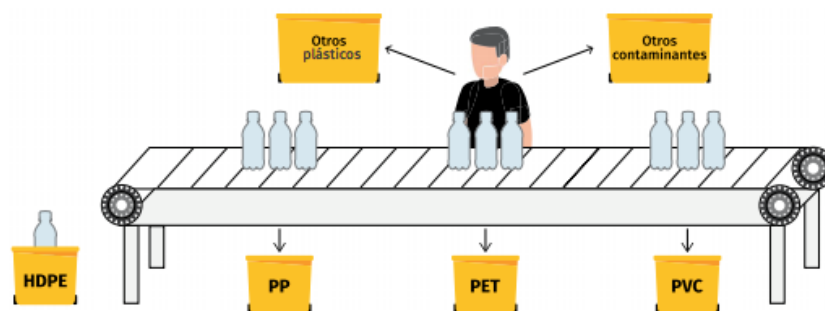 Otros
plásticos
Otros
contaminantes
HDPE
PP
PET
PVC